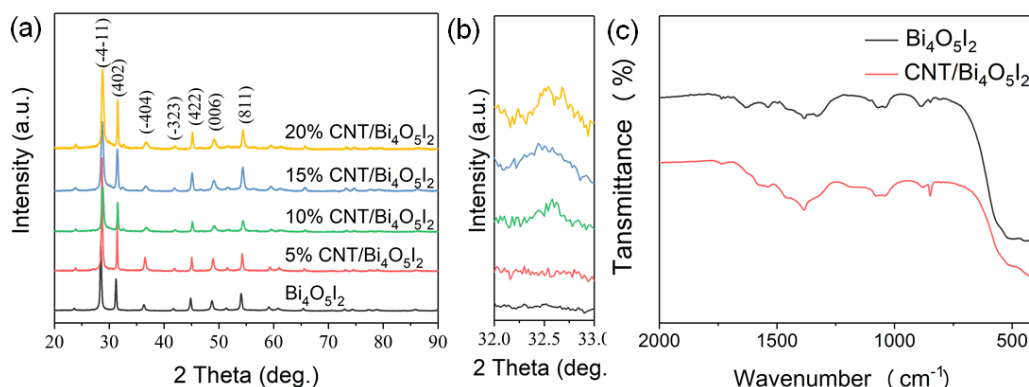 (a)
Intensity (a.u.)
(-4-11)
(402)
(-404)
(-323)
(422)
(006)
(811)
20% CNT/Bi₄O₅I₂
15% CNT/Bi₄O₅I₂
10% CNT/Bi₄O₅I₂
5% CNT/Bi₄O₅I₂
Bi₄O₅I₂
20 30 40 50 60 70 80 90
2 Theta (deg.)
(b)
Intensity (a.u.)
32.0 32.5 33.0
2 Theta (deg.
(c)
Tansmittance ( %)
Bi₄O₅I₂
CNT/Bi₄O₅I₂
2000 1500 1000 500
Wavenumber ( cm⁻¹)